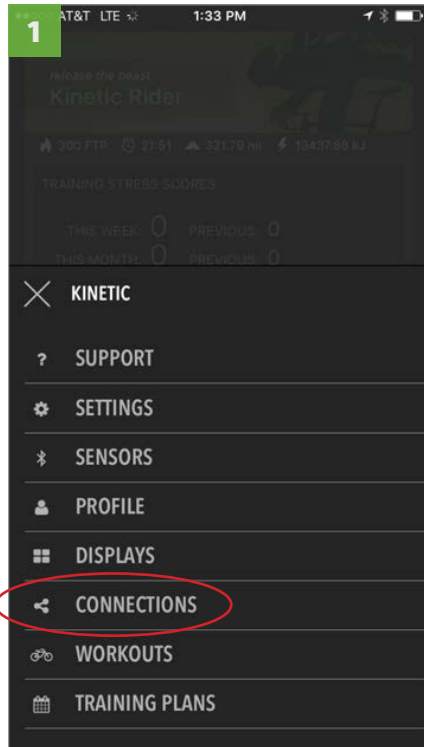 1
AT&T LTE 1:33 PM
release the beast
Kinetic Rider
300 FTP 21:51 321.79 mi 13437.68 kJ
TRAINING STRESS SCORES
THIS WEEK: 0 PREVIOUS: 0
THIS MONTH: 0 PREVIOUS: 0
KINETIC
? SUPPORT
SETTINGS
SENSORS
PROFILE
DISPLAYS
CONNECTIONS
WORKOUTS
TRAINING PLANS